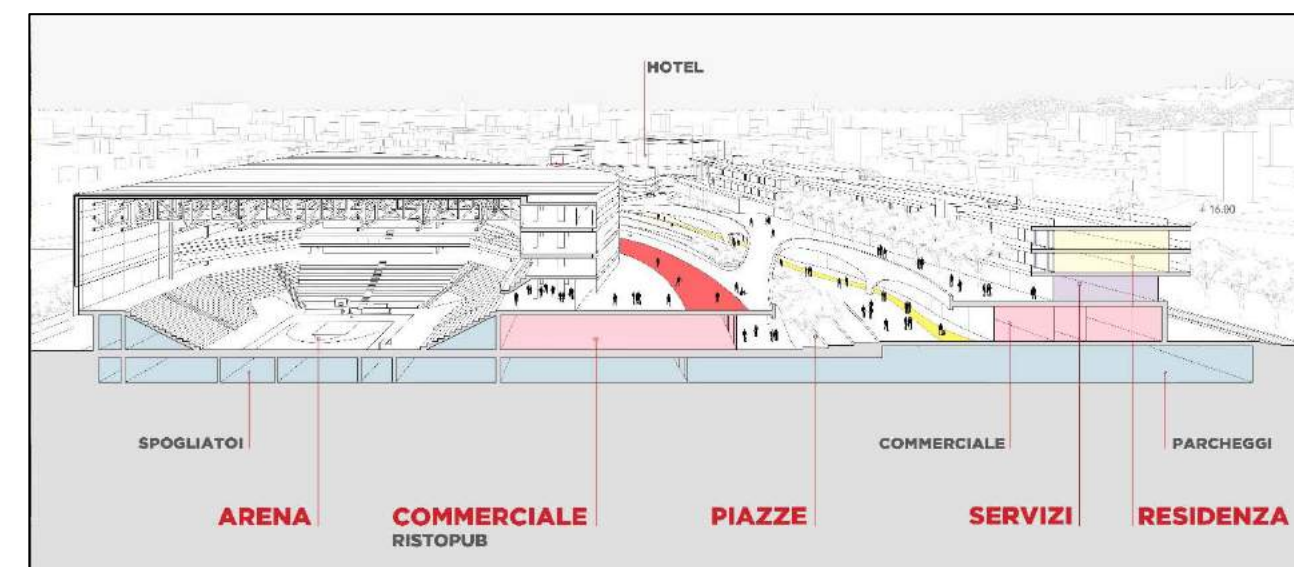 HOTEL
+ 16.00
SPOGLIATOI
COMMERCIALE
PARCHEGGI
ARENA
COMMERCIALE
RISTOPUB
PIAZZE
SERVIZI
RESIDENZA